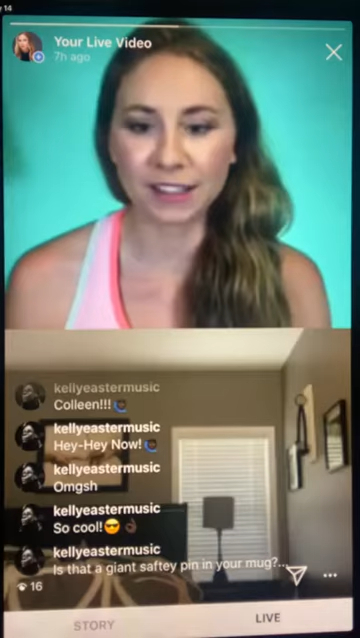 14
Your Live Video
7h ago
kellyeastermusic
Colleen!!!
kellyeastermusic
Hey-Hey Now!
kellyeastermusic
Omgsh
kellyeastermusic
So cool!😎👌🏿
kellyeastermusic
Is that a giant saftey pin in your mug?...
16
STORY
LIVE